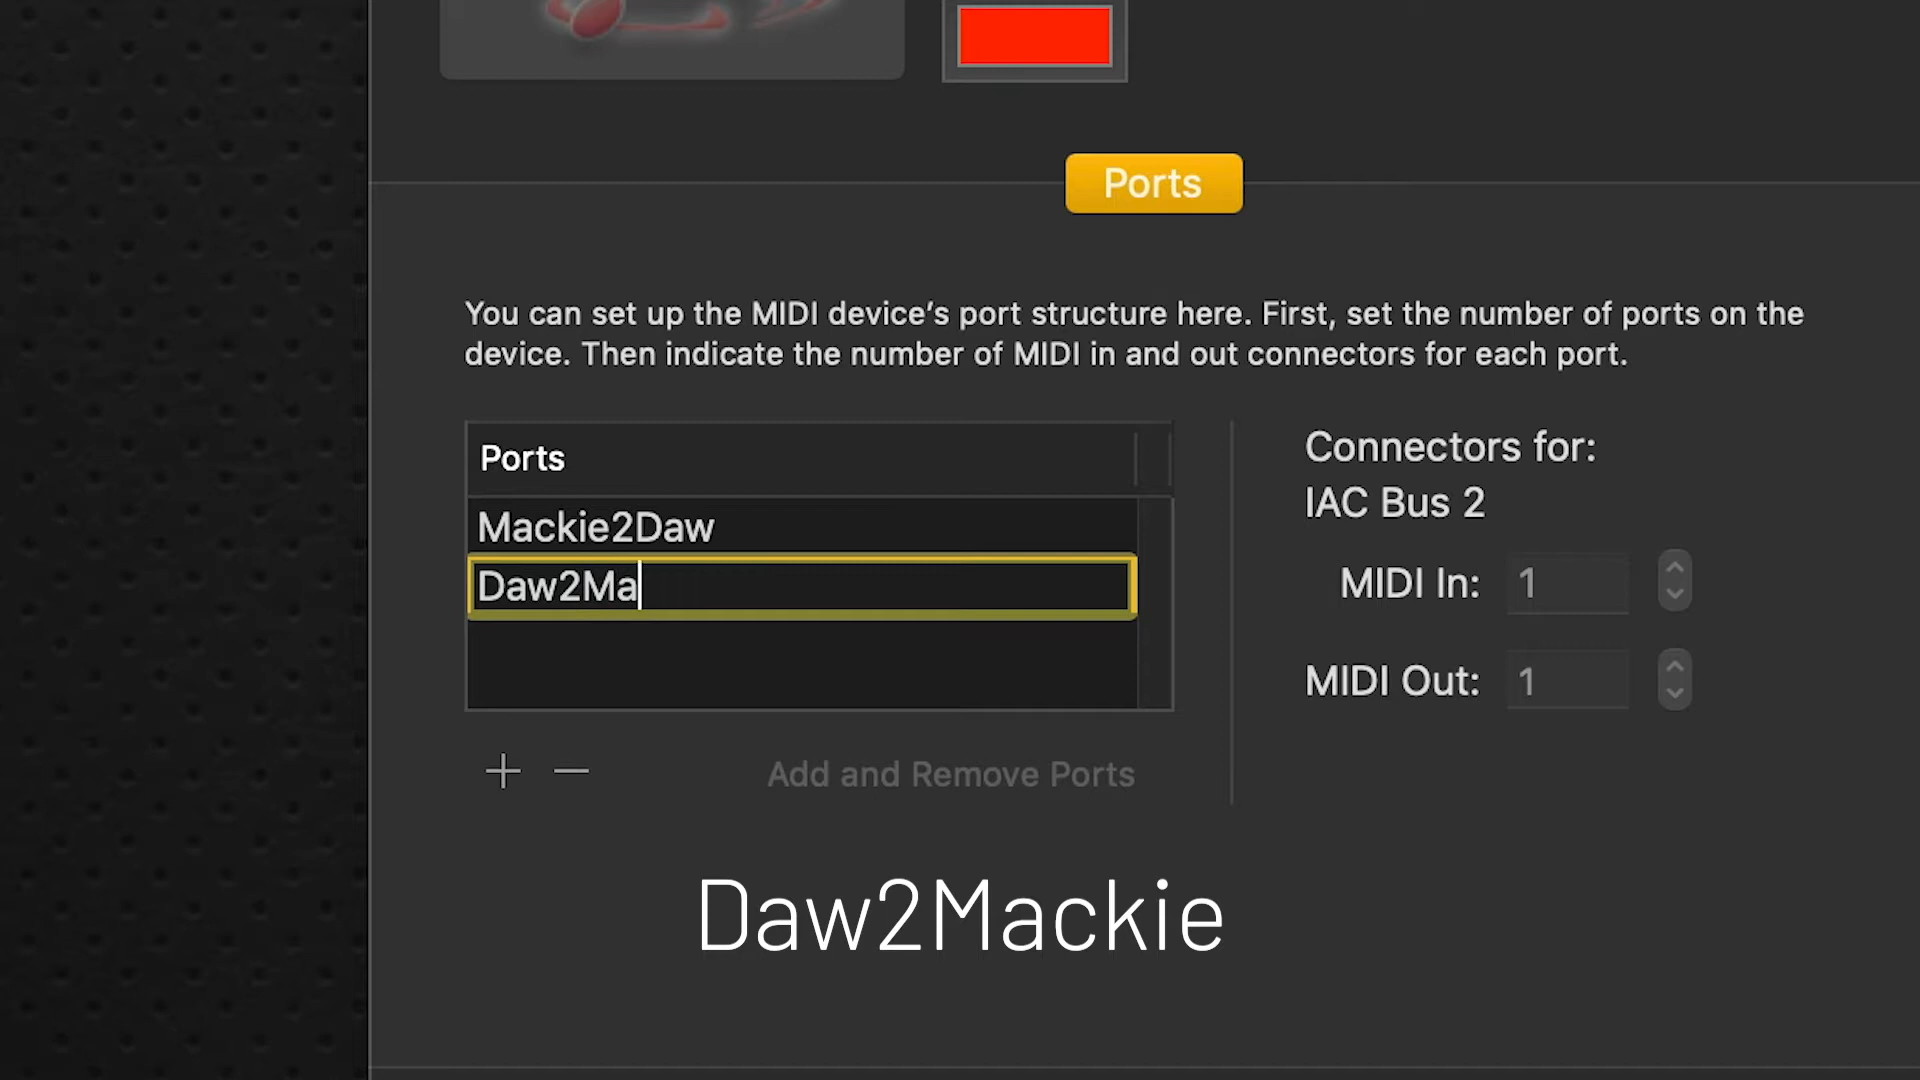 Ports
You can set up the MIDI device’s port structure here. First, set the number of ports on the
device. Then indicate the number of MIDI in and out connectors for each port.
Ports
Mackie2Daw
Daw2Ma
Add and Remove Ports
Connectors for:
IAC Bus 2
MIDI In: 1
MIDI Out: 1
Daw2Mackie